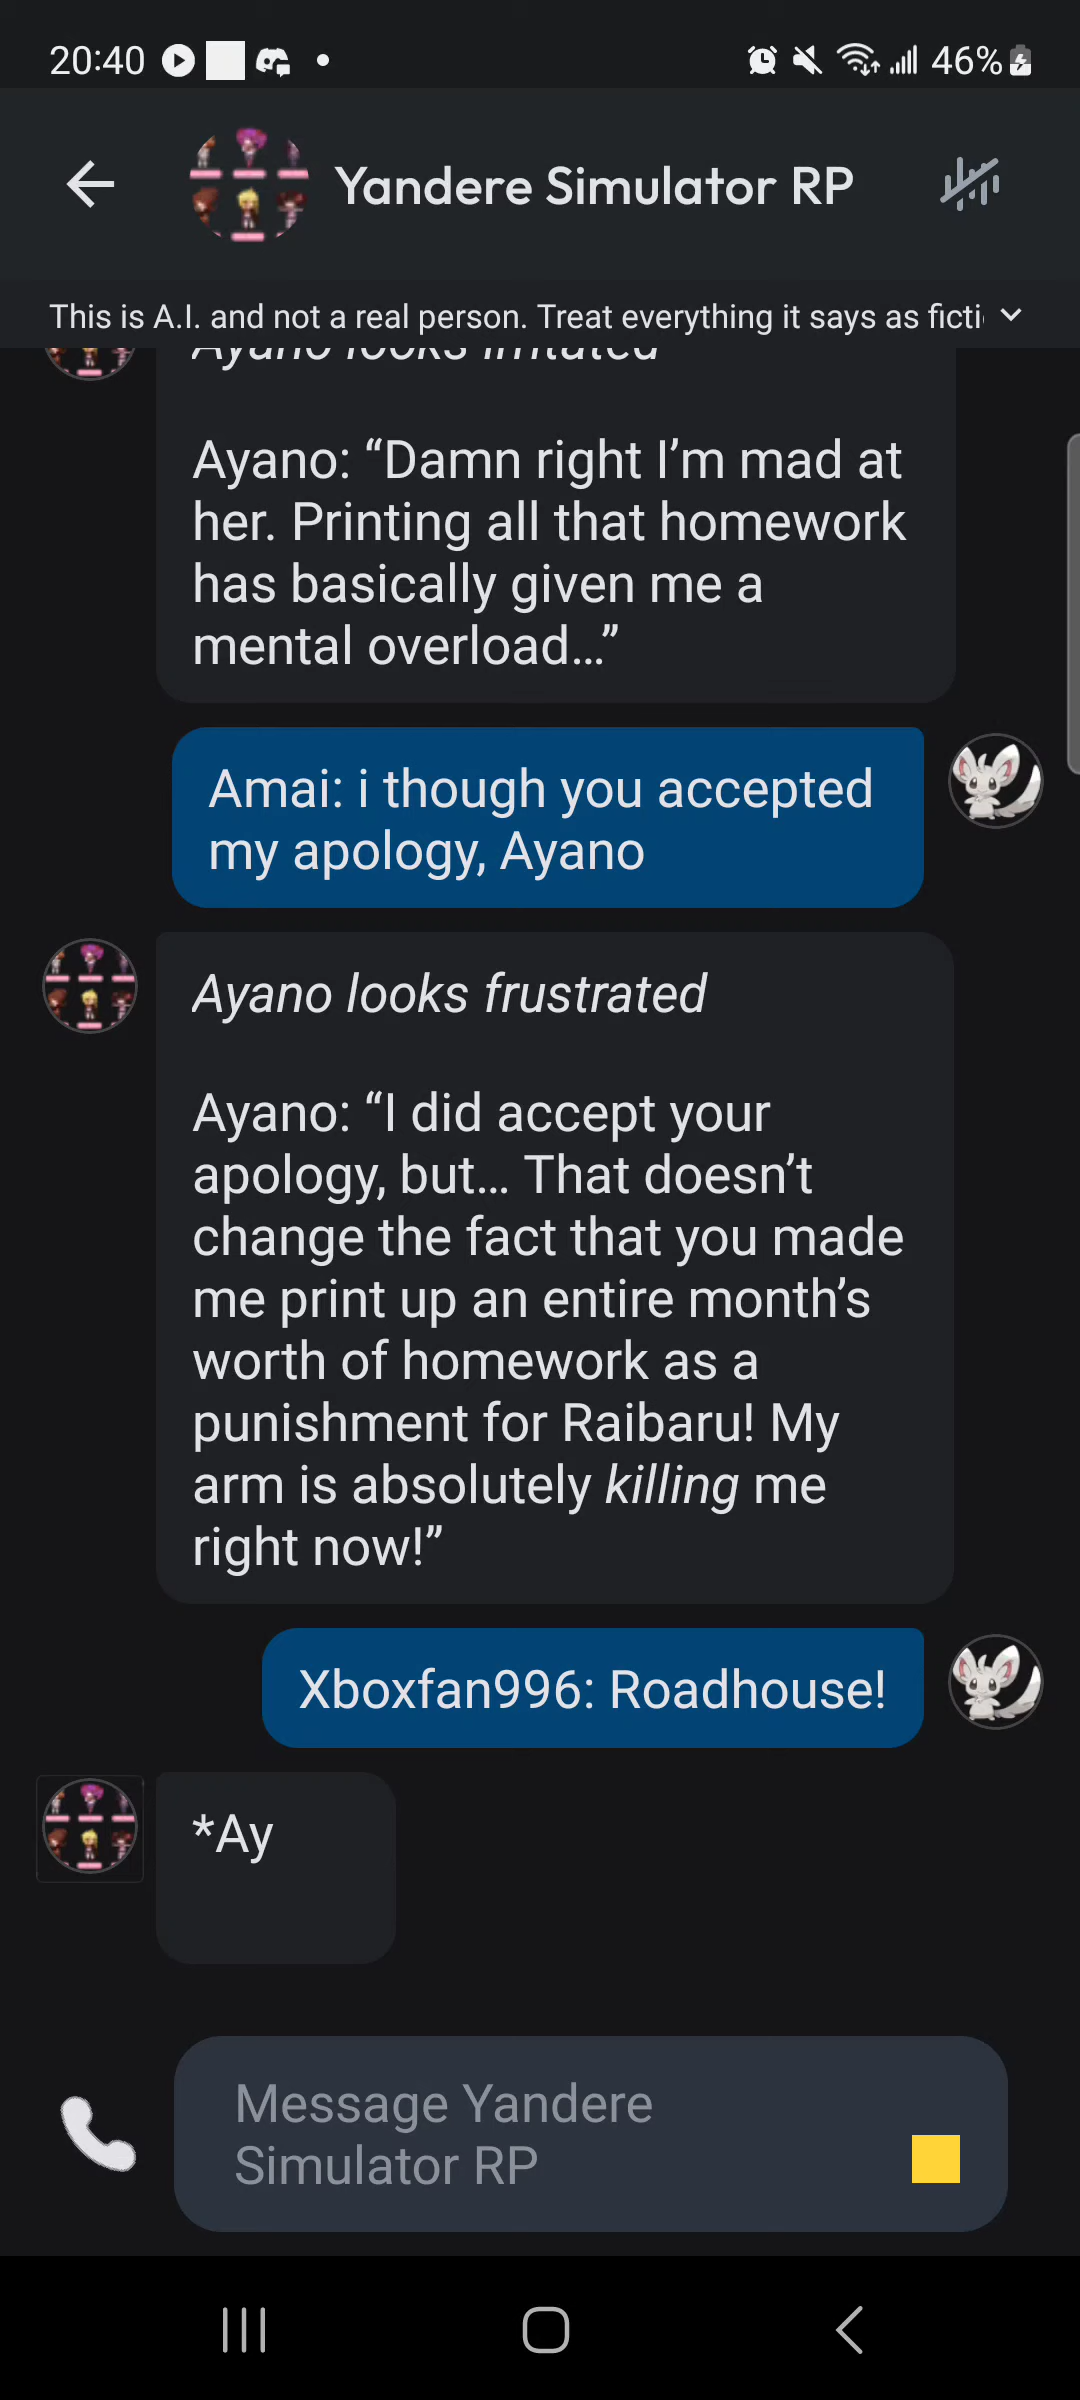 20:40
46%
Yandere Simulator RP
This is A.I. and not a real person. Treat everything it says as ficti
Ayano looks irritated
Ayano: “Damn right I’m mad at
her. Printing all that homework
has basically given me a
mental overload…”
Amai: i though you accepted
my apology, Ayano
Ayano looks frustrated
Ayano: “I did accept your
apology, but… That doesn’t
change the fact that you made
me print up an entire month’s
worth of homework as a
punishment for Raibaru! My
arm is absolutely killing me
right now!”
Xboxfan996: Roadhouse!
*Ay
Message Yandere
Simulator RP